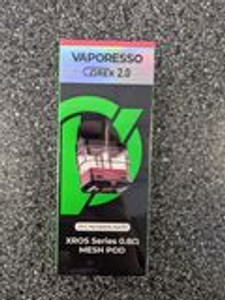 VAPORESSO
COREX 2.0
XROS Series 0.8Ω
MESH POD